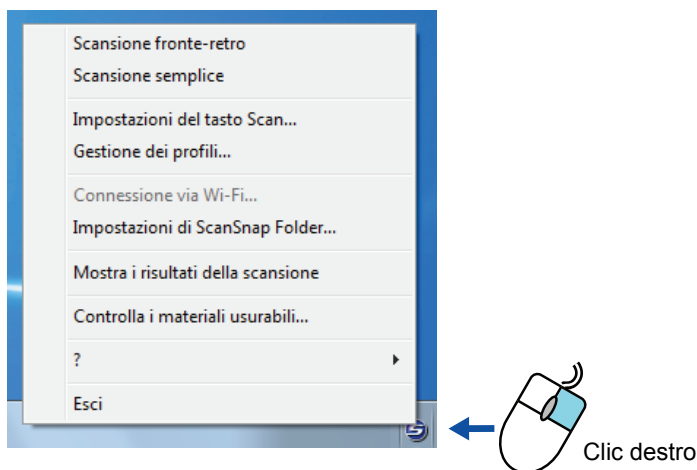 Scansione fronte-retro
Scansione semplice
Impostazioni del tasto Scan...
Gestione dei profili...
Connessione via Wi-Fi...
Impostazioni di ScanSnap Folder...
Mostra i risultati della scansione
Controlla i materiali usurabili...
?
Esci
Clic destro